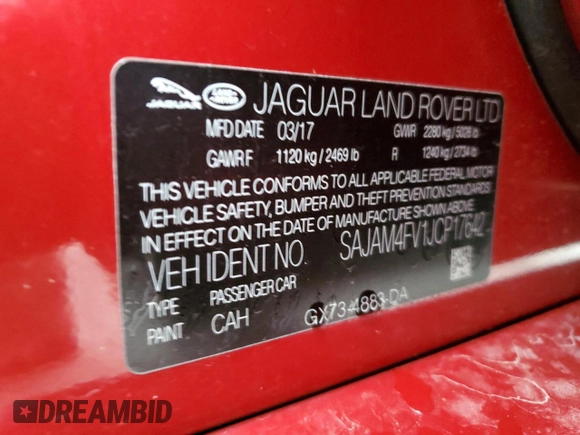 JAGUAR LAND ROVER JAGUAR LAND ROVER LTD
MFD DATE 03/17 GVWR 2280 kg / 5026 lb
GAWR F 1120 kg / 2469 lb R 1240 kg / 2734 lb
THIS VEHICLE CONFORMS TO ALL APPLICABLE FEDERAL MOTOR
VEHICLE SAFETY, BUMPER AND THEFT PREVENTION STANDARDS
IN EFFECT ON THE DATE OF MANUFACTURE SHOWN ABOVE.
VEH IDENT NO. SAJAM4FV1JCP17642
TYPE PASSENGER CAR
PAINT CAH GX73-4883-DA
DREAMBID